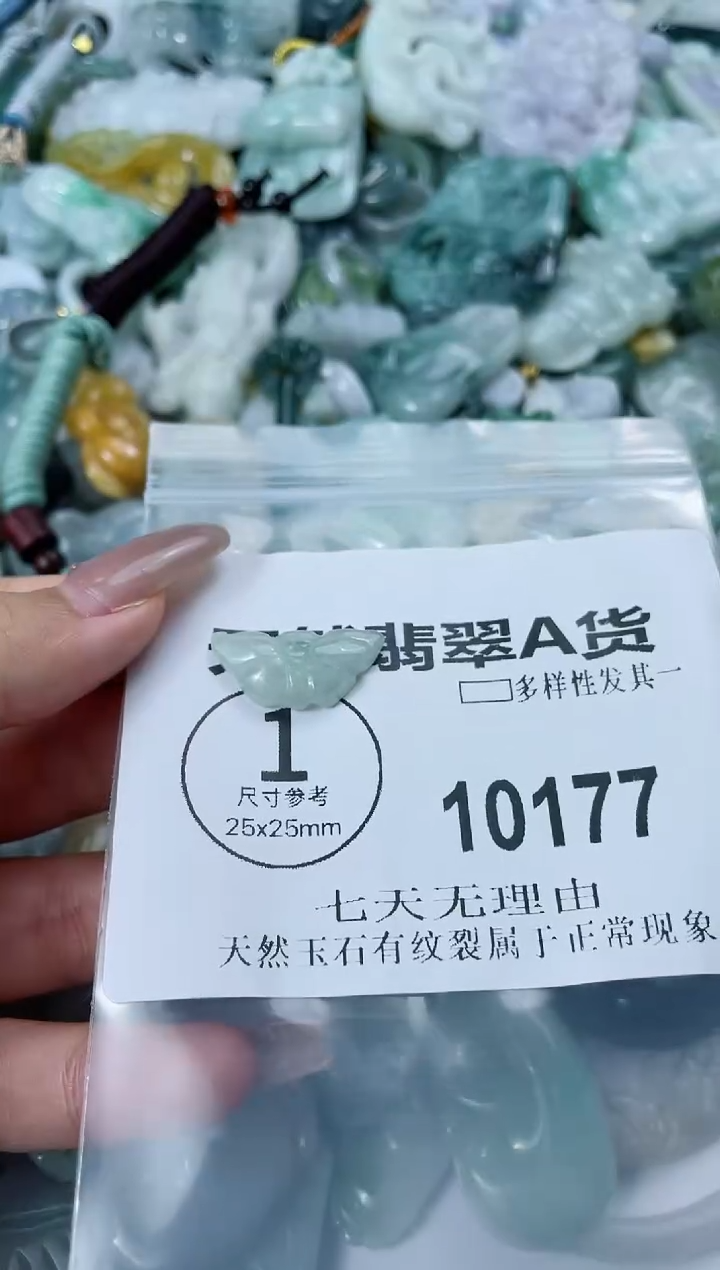 翡翠A货
多样性发其一
1
尺寸参考
25x25mm
10177
七天无理由
天然玉石有纹裂属于正常现象